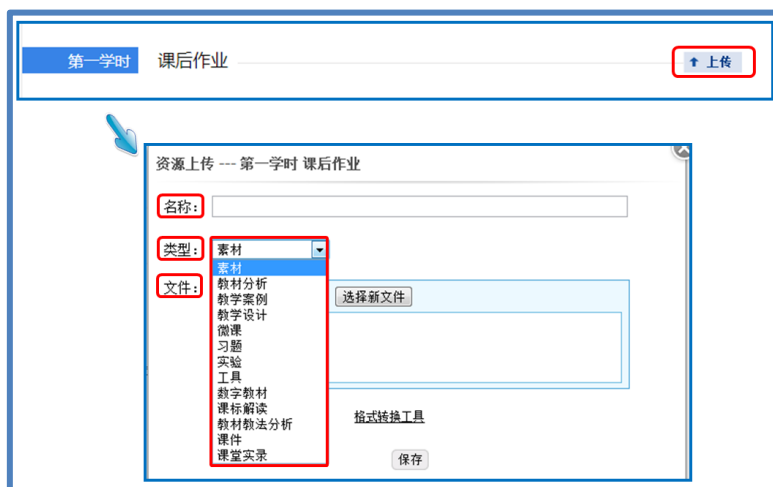 第一学时 课后作业 上传
资源上传 --- 第一学时 课后作业
名称：
类型： 素材
素材
文件： 教材分析
选择新文件
教学案例
教学设计
微课
习题
实验
工具
数字教材
课标解读
教材教法分析
格式转换工具
课件
课堂实录
保存